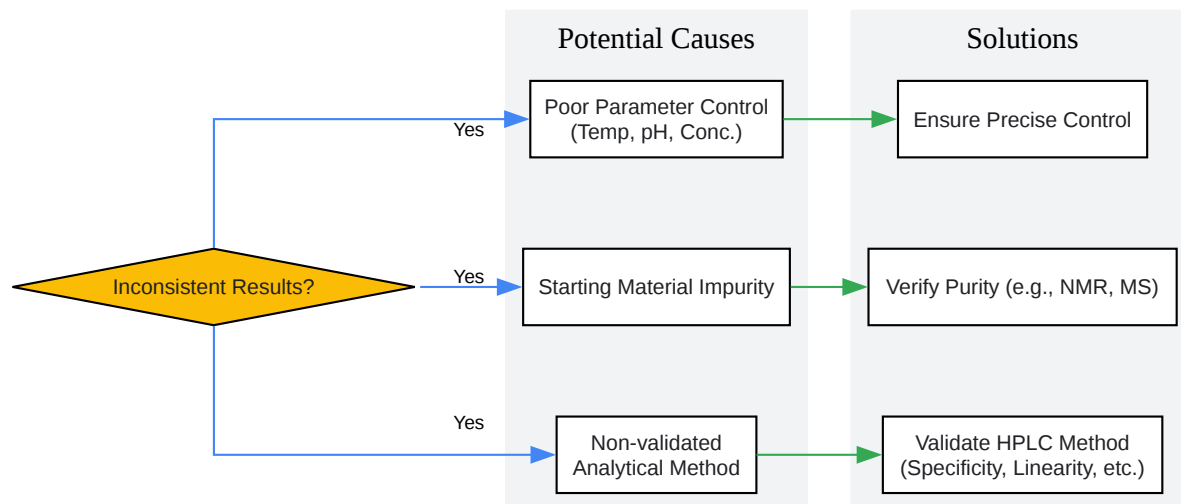 Potential Causes
Solutions
Poor Parameter Control
(Temp, pH, Conc.)
Ensure Precise Control
Yes
Inconsistent Results?
Yes
Starting Material Impurity
Verify Purity (e.g., NMR, MS)
Yes
Non-validated
Analytical Method
Validate HPLC Method
(Specificity, Linearity, etc.)